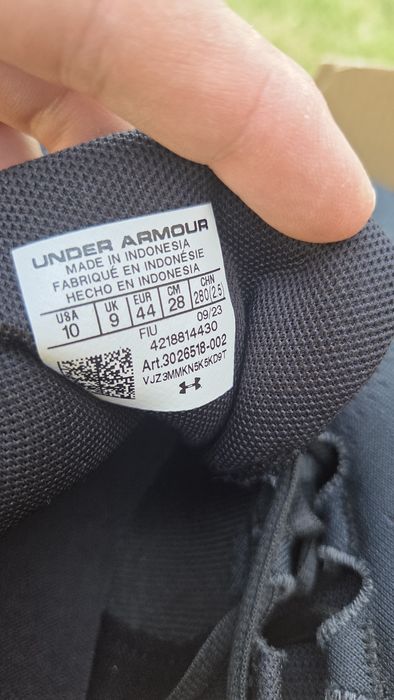 UNDER ARMOUR
MADE IN INDONESIA
FABRIQUÉ EN INDONÉSIE
HECHO EN INDONESIA
USA UK EUR CM CHN
10 9 44 28 280(2.5)
FIU 09/23
4218814430
Art.3026518-002
VJZ3MMKN5K5KD9T